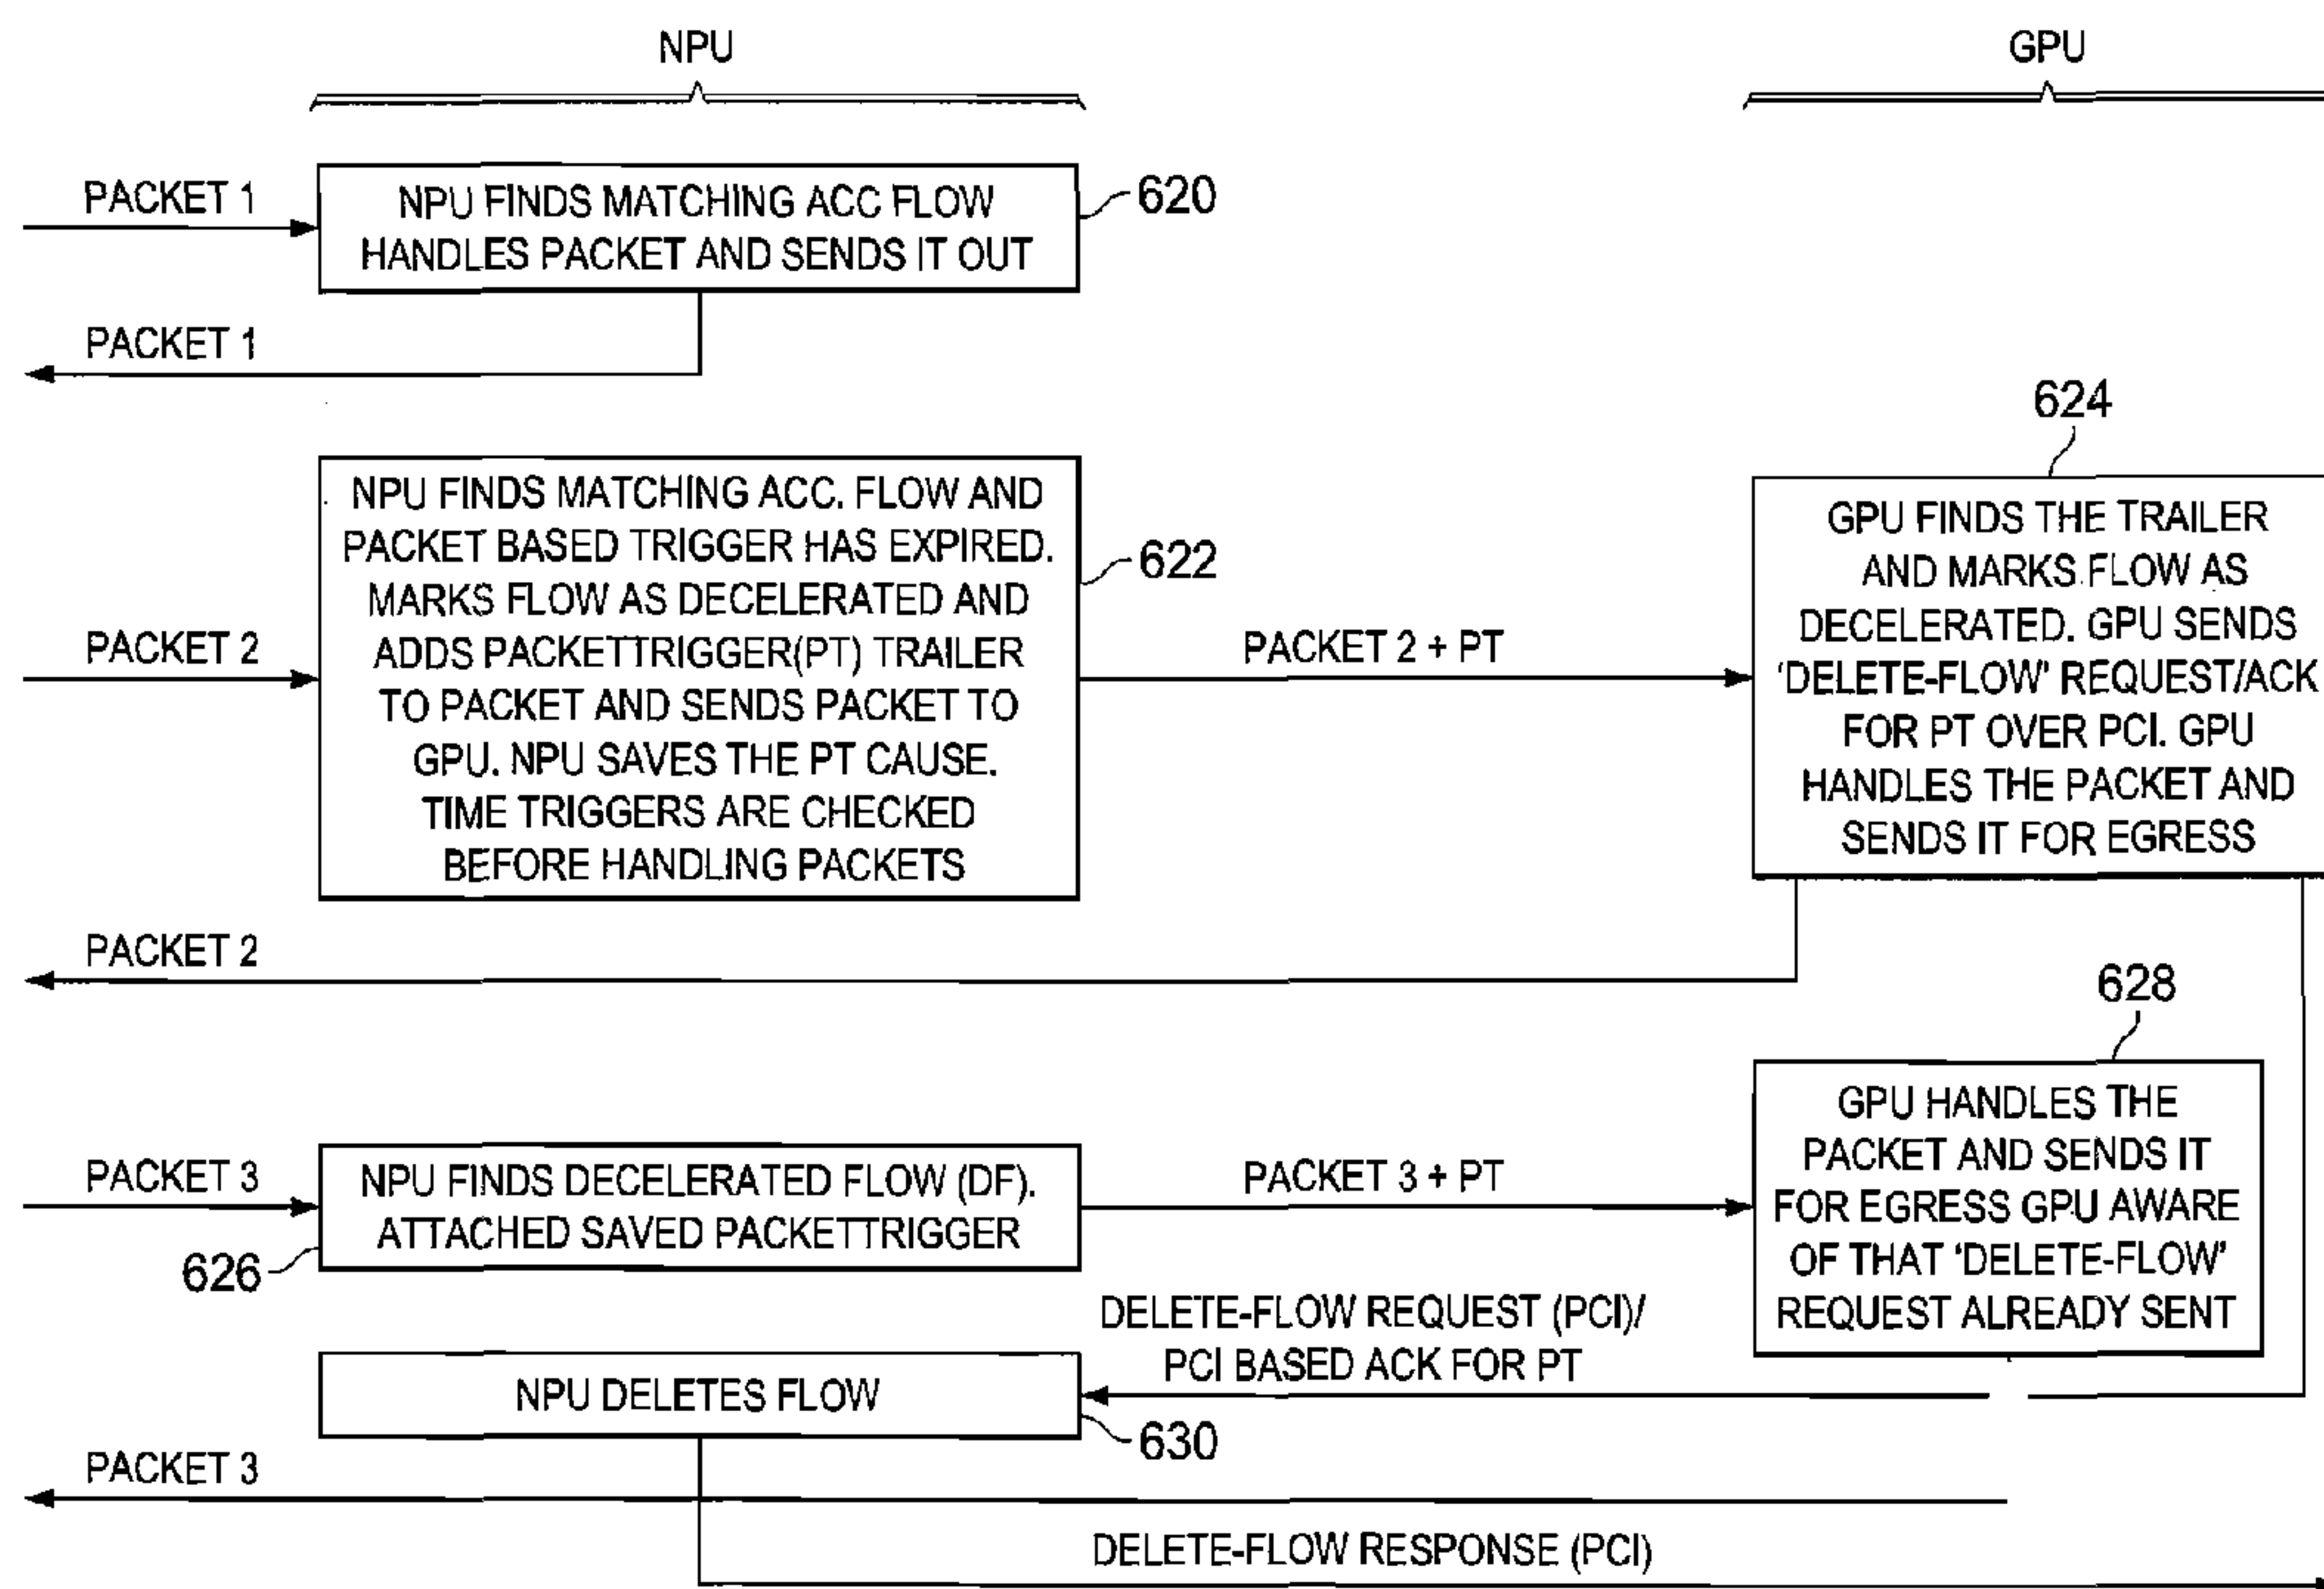 NPU
GPU
PACKET 1
NPU FINDS MATCHING ACC FLOW
HANDLES PACKET AND SENDS IT OUT
620
PACKET 1
624
NPU FINDS MATCHING ACC. FLOW AND
PACKET BASED TRIGGER HAS EXPIRED.
MARKS FLOW AS DECELERATED AND
ADDS PACKETTRIGGER(PT) TRAILER
TO PACKET AND SENDS PACKET TO
GPU. NPU SAVES THE PT CAUSE.
TIME TRIGGERS ARE CHECKED
BEFORE HANDLING PACKETS
622
PACKET 2
PACKET 2 + PT
GPU FINDS THE TRAILER
AND MARKS FLOW AS
DECELERATED. GPU SENDS
'DELETE-FLOW' REQUEST/ACK
FOR PT OVER PCI. GPU
HANDLES THE PACKET AND
SENDS IT FOR EGRESS
PACKET 2
628
PACKET 3
NPU FINDS DECELERATED FLOW (DF).
ATTACHED SAVED PACKETTRIGGER
626
PACKET 3 + PT
GPU HANDLES THE
PACKET AND SENDS IT
FOR EGRESS GPU AWARE
OF THAT 'DELETE-FLOW'
REQUEST ALREADY SENT
DELETE-FLOW REQUEST (PCI)/
PCI BASED ACK FOR PT
NPU DELETES FLOW
630
PACKET 3
DELETE-FLOW RESPONSE (PCI)